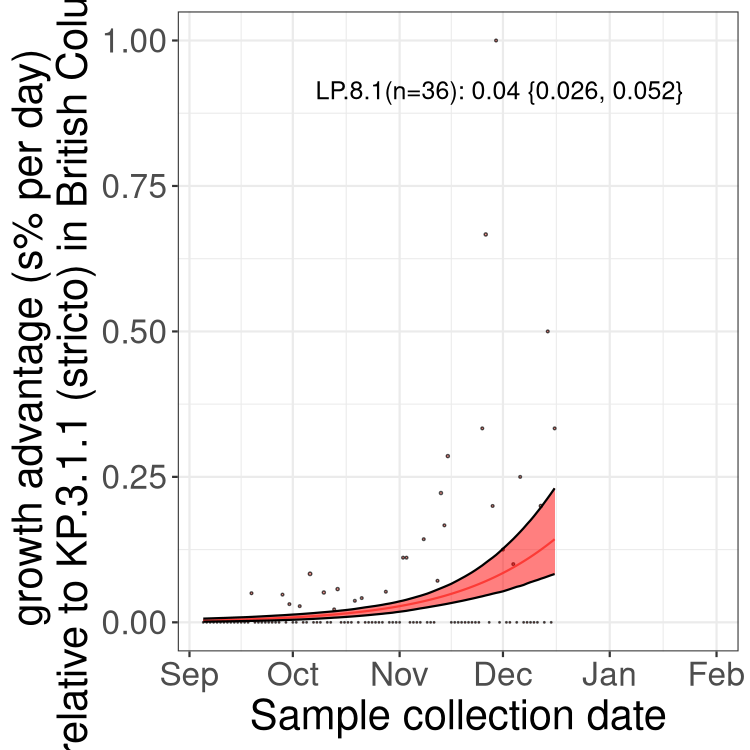 growth advantage (s% per day)
relative to KP.3.1.1 (stricto) in British Colu
1.00
0.75
0.50
0.25
0.00
LP.8.1(n=36): 0.04 {0.026, 0.052}
Sep Oct Nov Dec Jan Feb
Sample collection date